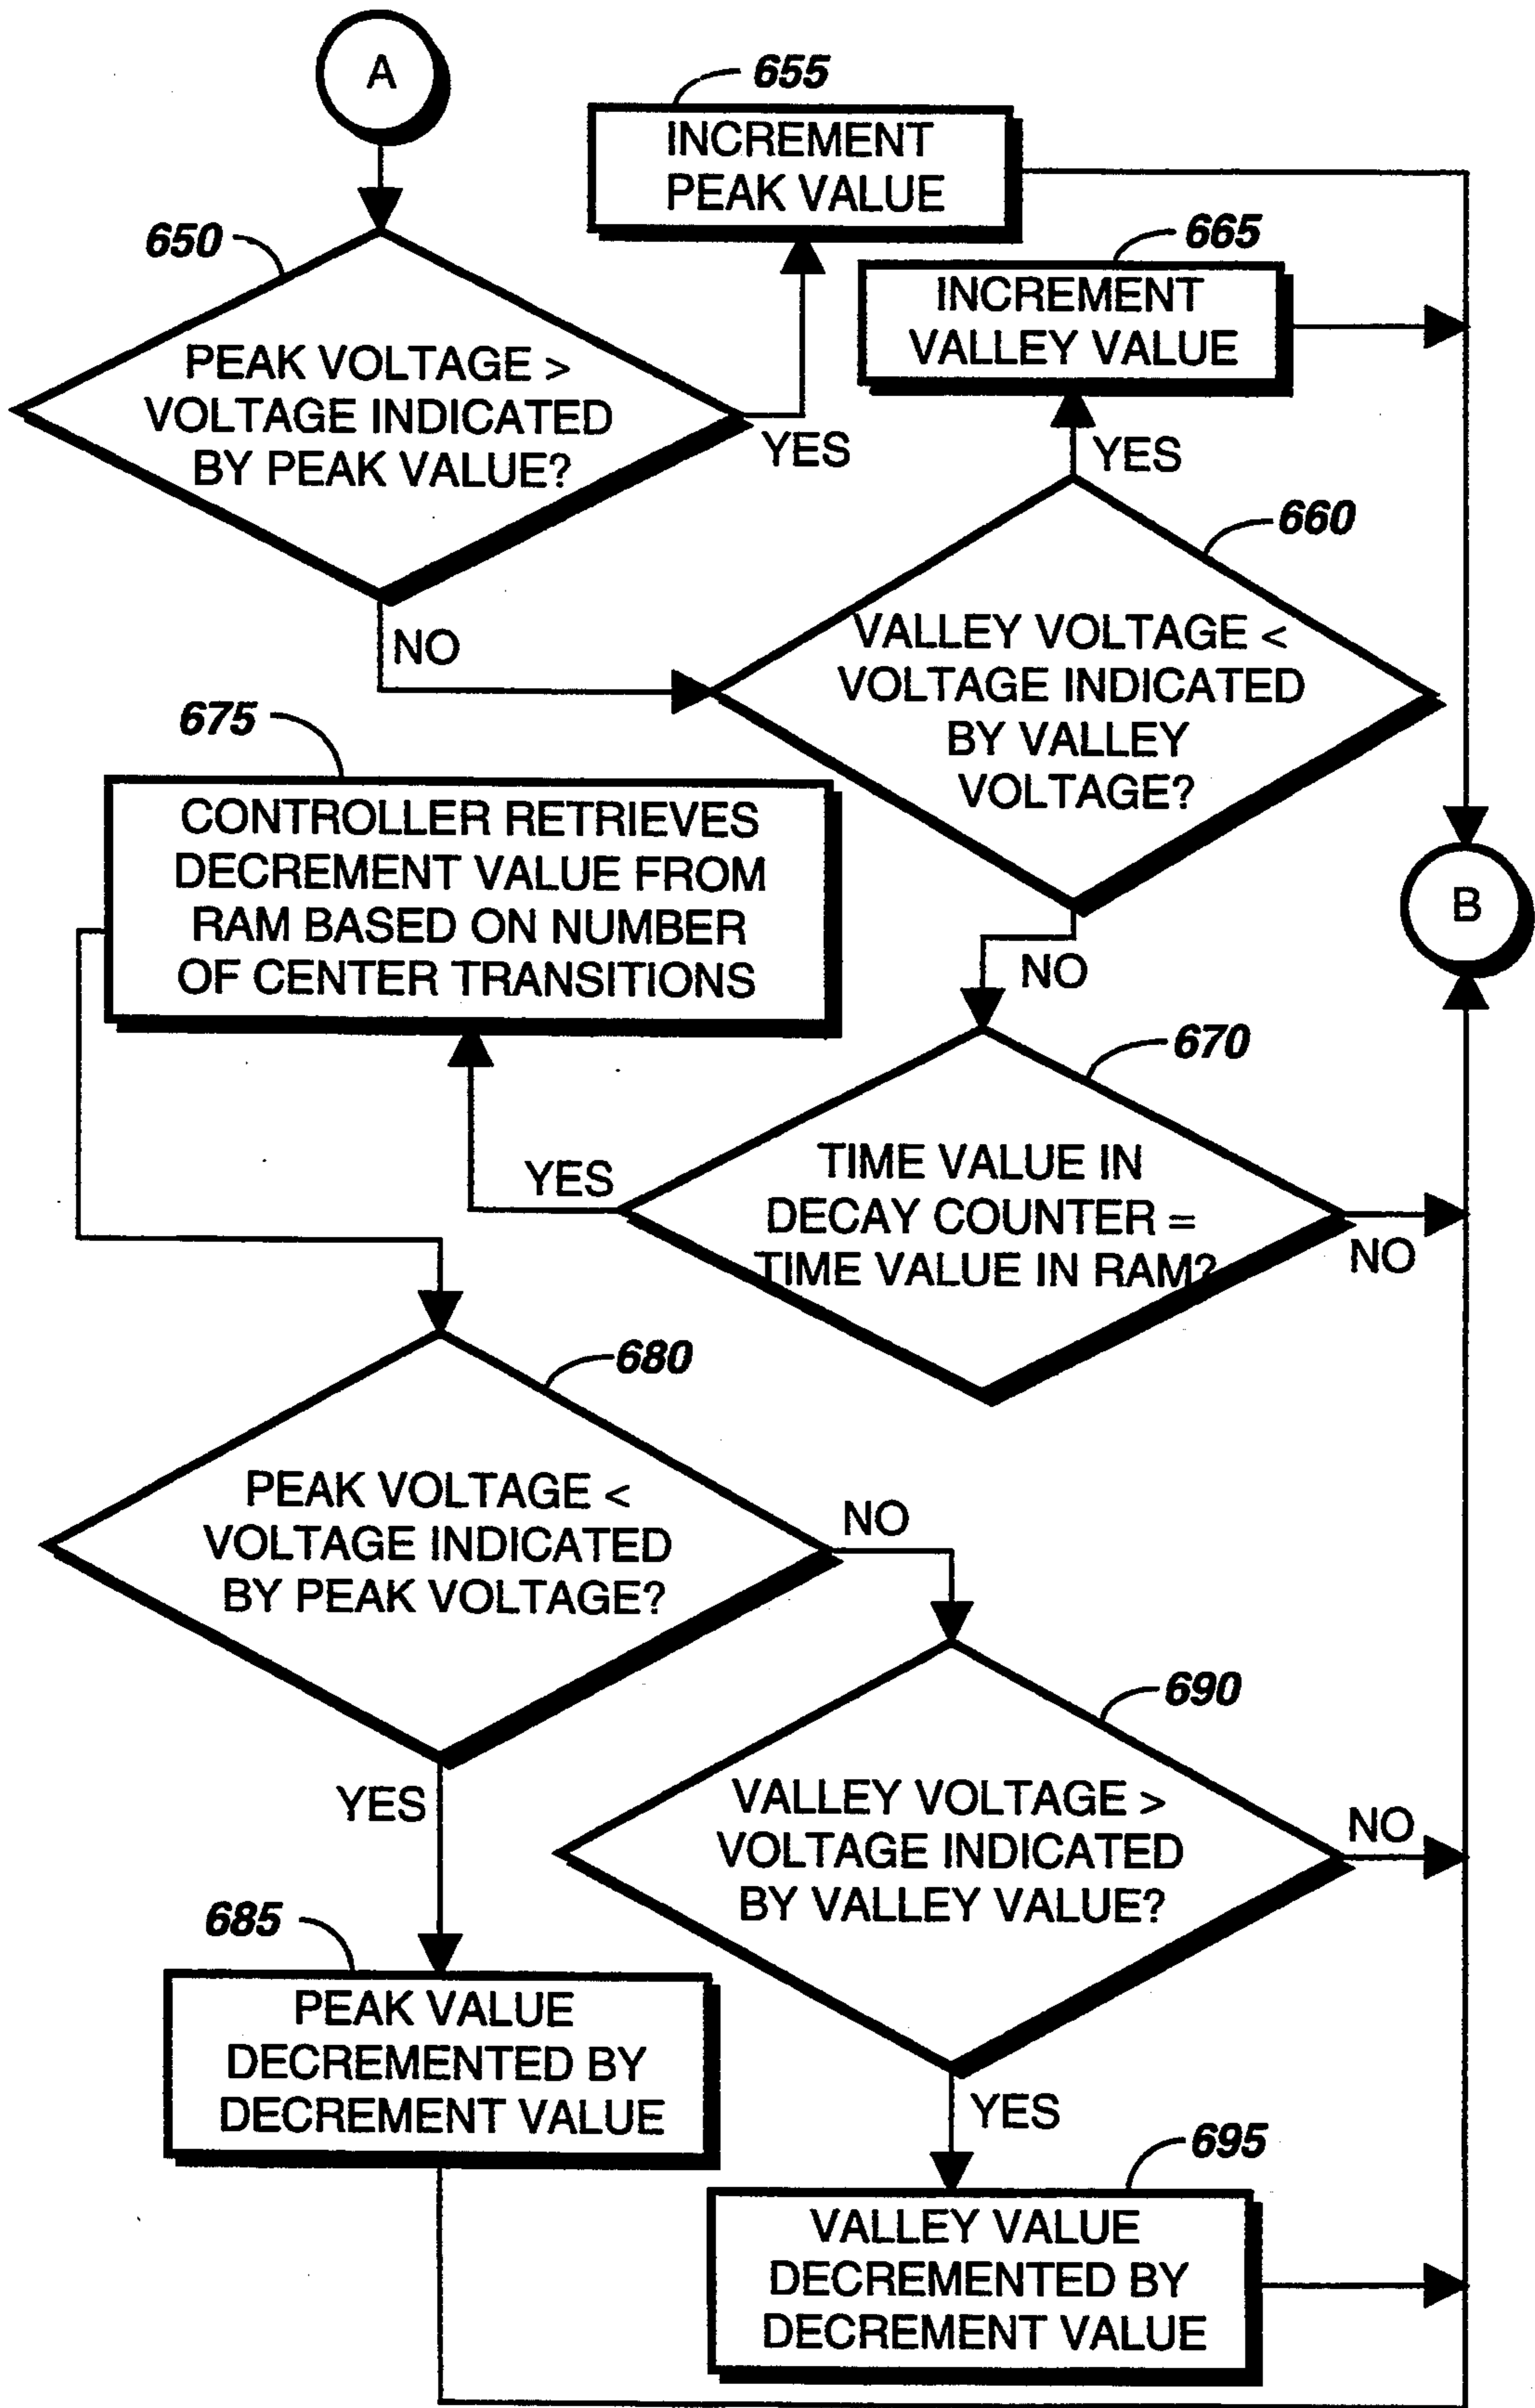 A
655
INCREMENT
PEAK VALUE
650
665
INCREMENT
VALLEY VALUE
PEAK VOLTAGE >
VOLTAGE INDICATED
BY PEAK VALUE?
YES
YES
660
NO
VALLEY VOLTAGE <
VOLTAGE INDICATED
BY VALLEY
VOLTAGE?
675
CONTROLLER RETRIEVES
DECREMENT VALUE FROM
RAM BASED ON NUMBER
OF CENTER TRANSITIONS
B
NO
670
YES
TIME VALUE IN
DECAY COUNTER =
TIME VALUE IN RAM?
NO
680
PEAK VOLTAGE <
VOLTAGE INDICATED
BY PEAK VOLTAGE?
NO
690
YES
VALLEY VOLTAGE >
VOLTAGE INDICATED
BY VALLEY VALUE?
NO
685
PEAK VALUE
DECREMENTED BY
DECREMENT VALUE
YES
695
VALLEY VALUE
DECREMENTED BY
DECREMENT VALUE